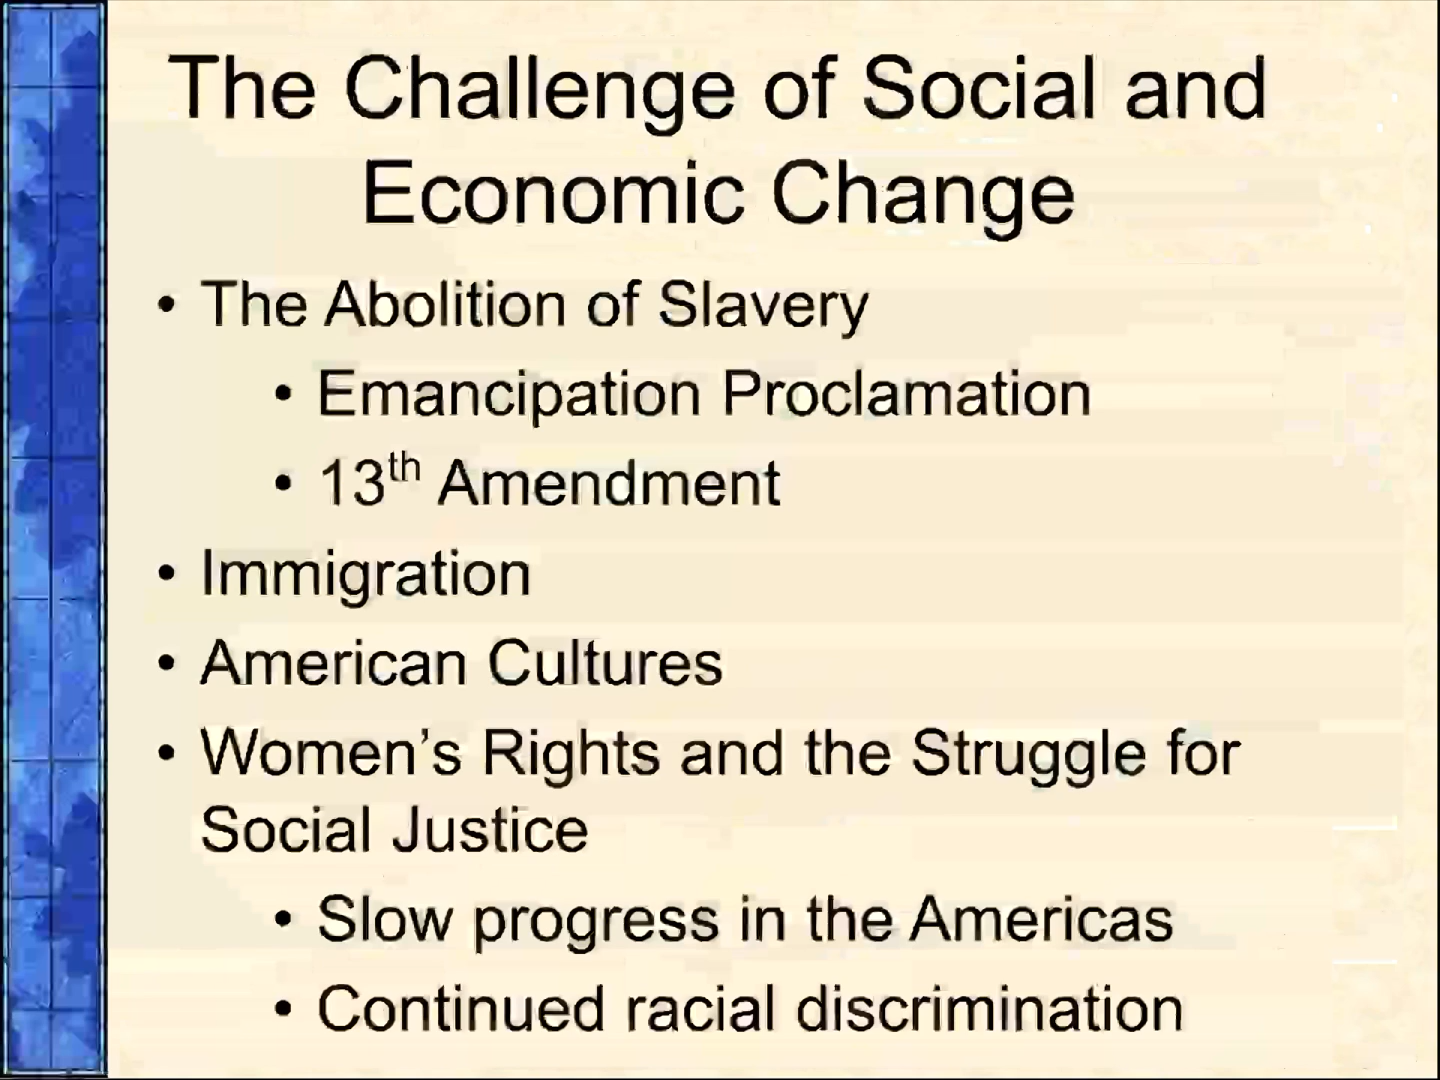 The Challenge of Social and
Economic Change
• The Abolition of Slavery
• Emancipation Proclamation
• 13th Amendment
• Immigration
• American Cultures
• Women’s Rights and the Struggle for
Social Justice
• Slow progress in the Americas
• Continued racial discrimination